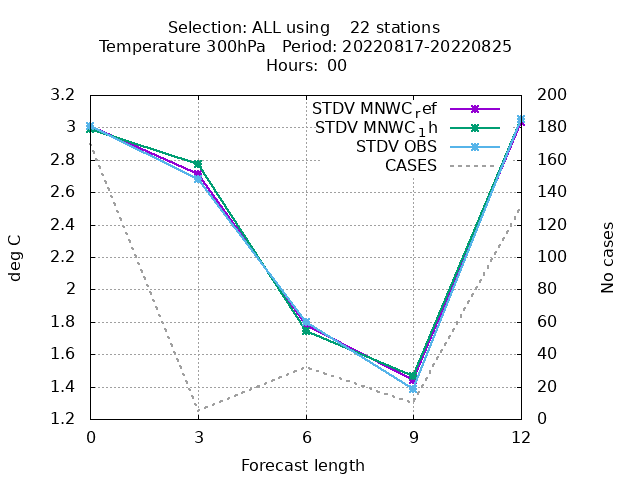 Selection: ALL using    22 stations
Temperature 300hPa   Period: 20220817-20220825
Hours: 00
STDV MNWC_ref
STDV MNWC_1h
STDV OBS
CASES
deg C
No cases
3.2
3
2.8
2.6
2.4
2.2
2
1.8
1.6
1.4
1.2
200
180
160
140
120
100
80
60
40
20
0
0 3 6 9 12
Forecast length